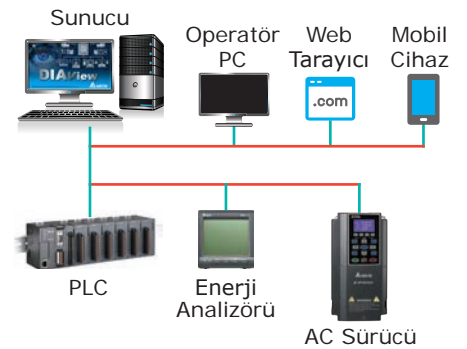 Sunucu
Operatör
PC
Web
Tarayıcı
Mobil
Cihaz
DIAView
.com
PLC
Enerji
Analizörü
AC Sürücü